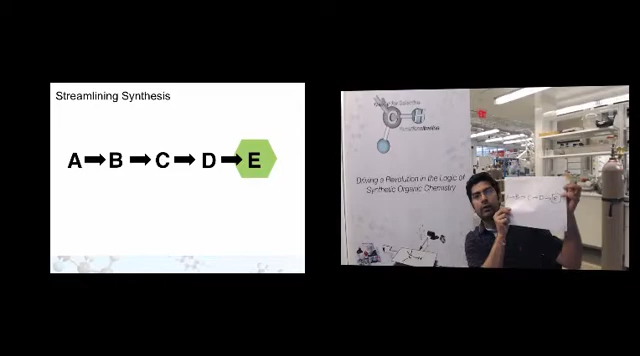 Streamlining Synthesis
A → B → C → D → E
C H
Driving a Revolution in the Logic of
Synthetic Organic Chemistry